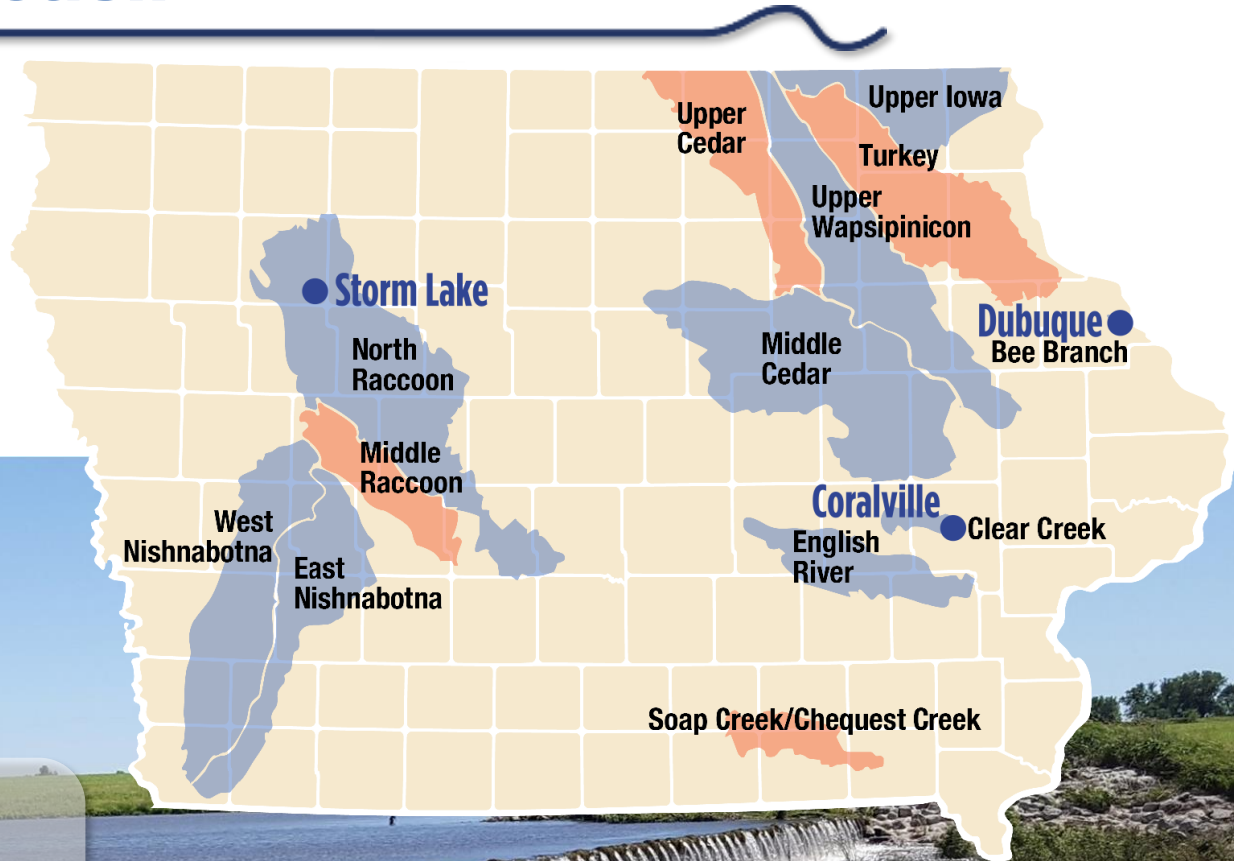 Upper Iowa
Upper
Cedar
Turkey
Upper
Wapsipinicon
Storm Lake
Dubuque
Bee Branch
North
Raccoon
Middle
Cedar
Middle
Raccoon
Coralville
Clear Creek
West
Nishnabotna
English
River
East
Nishnabotna
Soap Creek/Chequest Creek